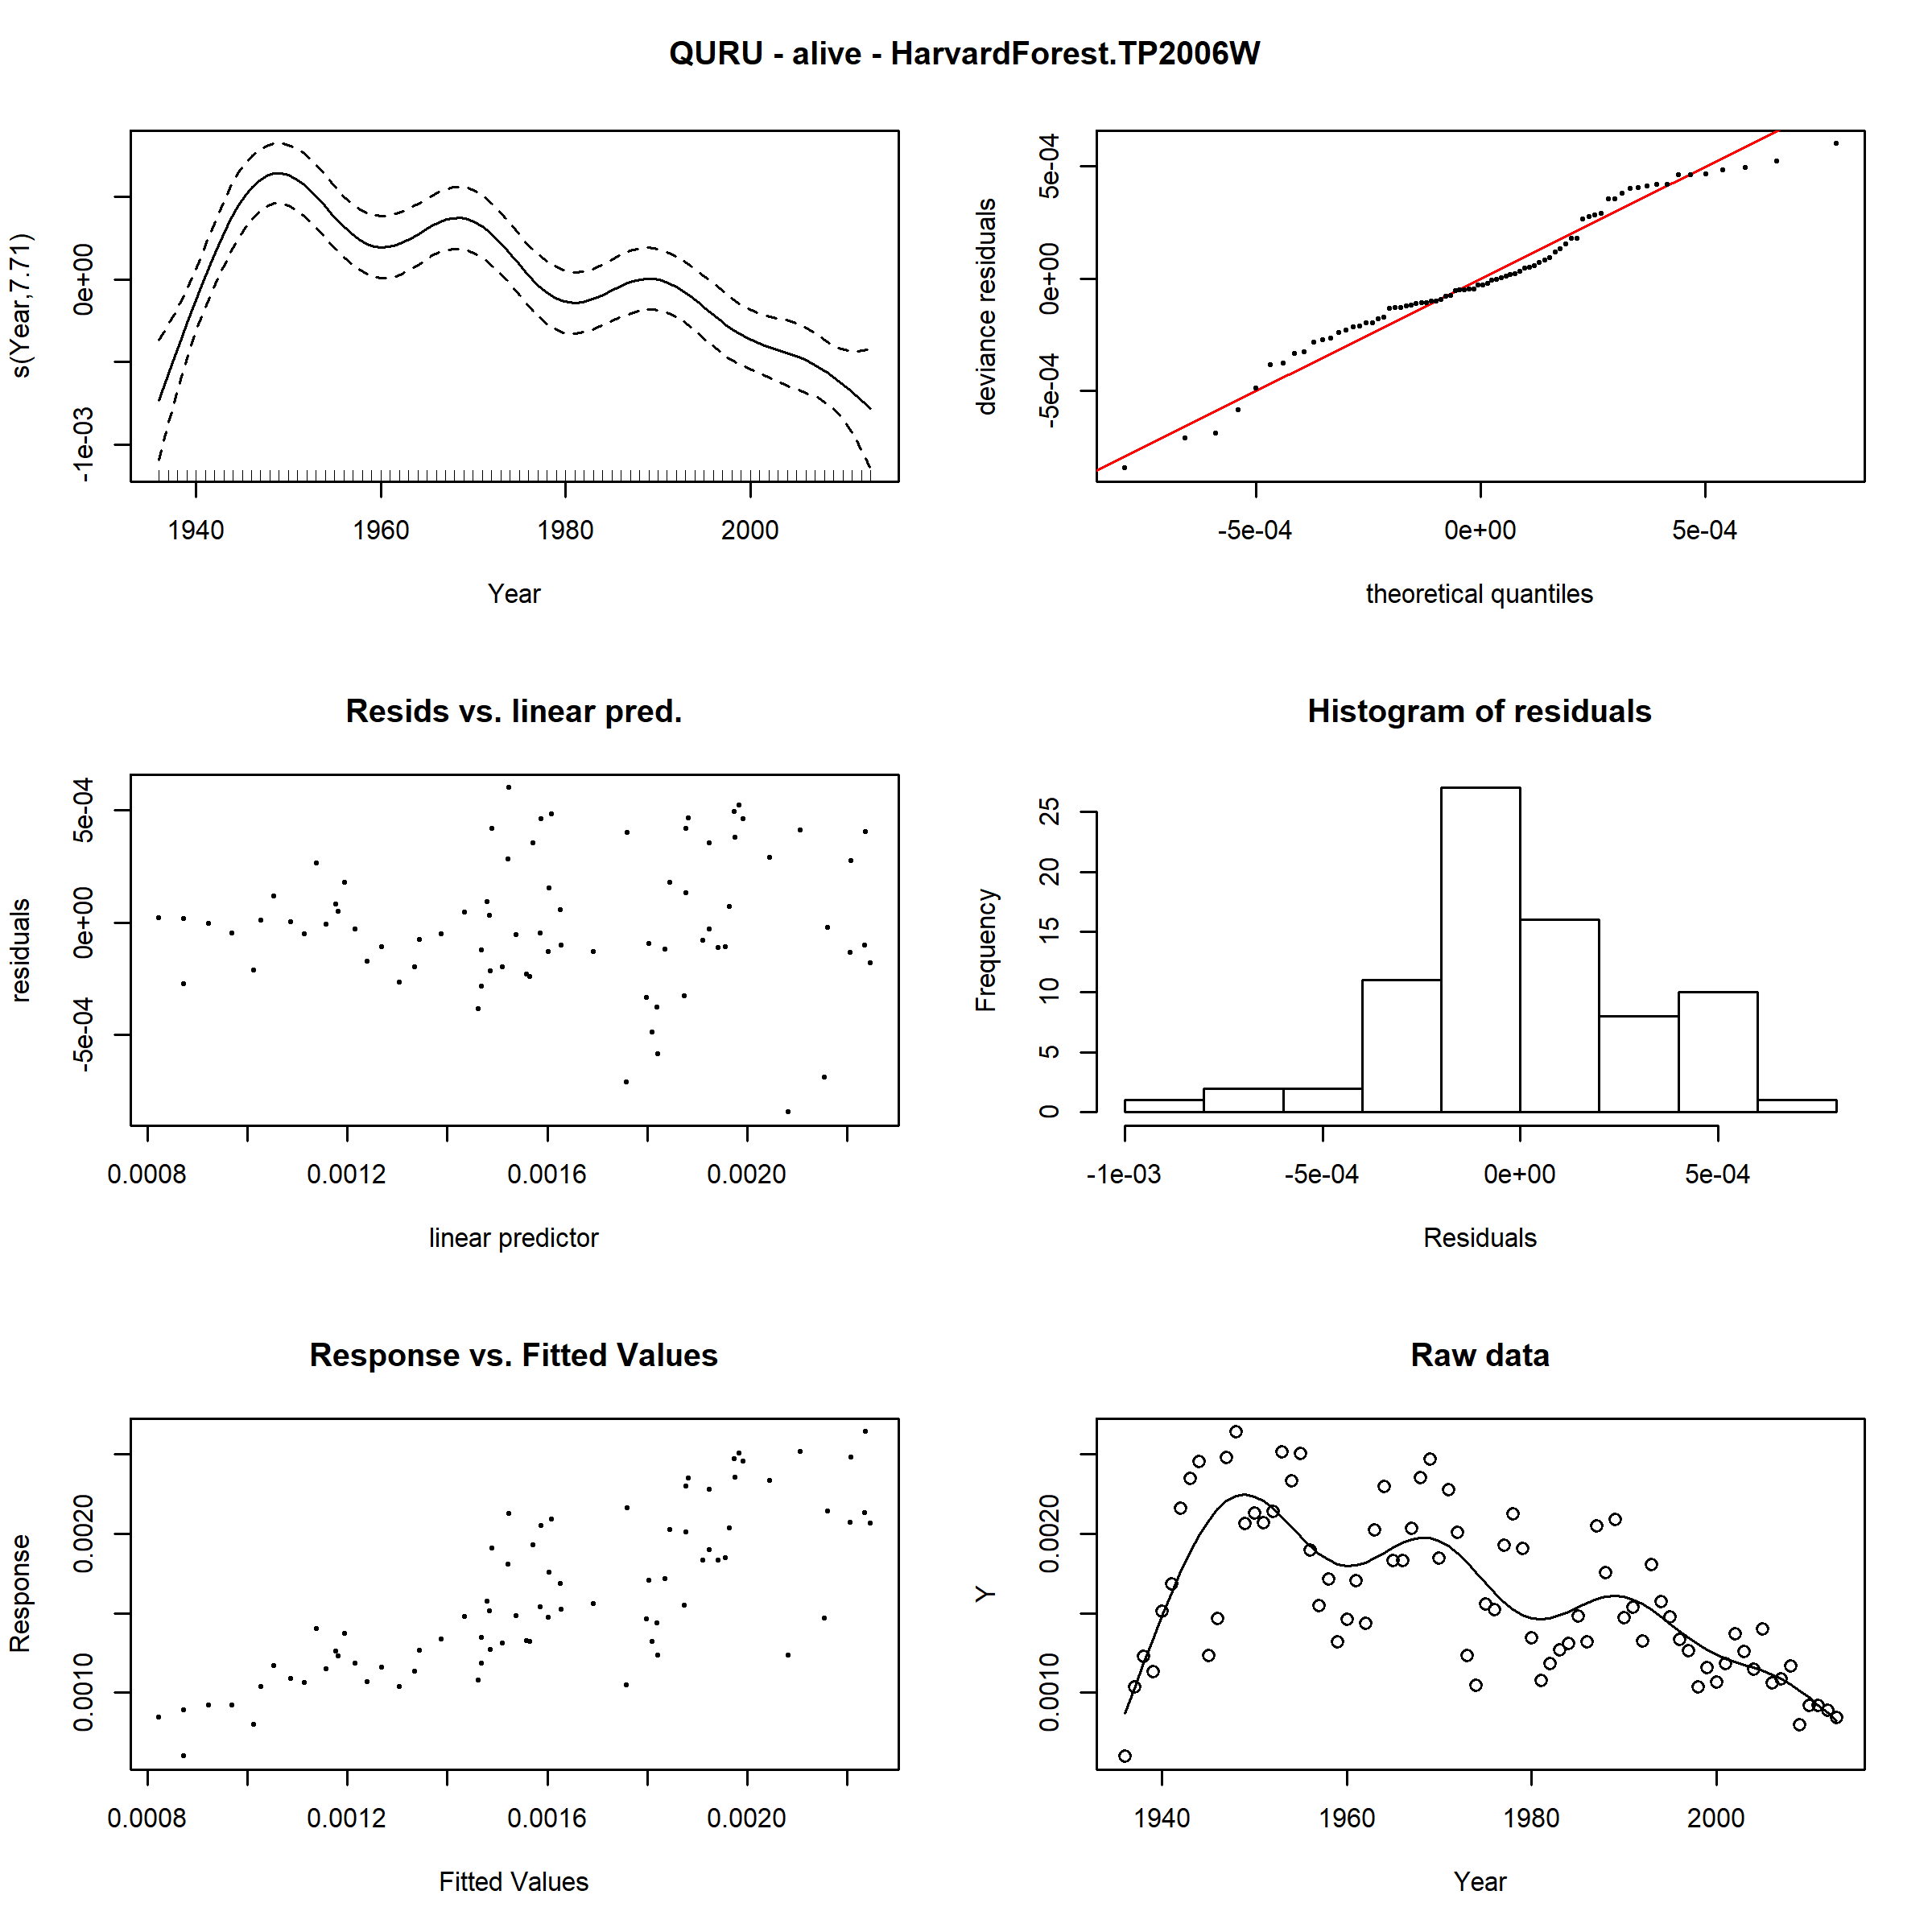 QURU - alive - HarvardForest.TP2006W
s(Year,7.71)
-1e-03 0e+00
1940 1960 1980 2000
Year
deviance residuals
-5e-04 0e+00 5e-04
-5e-04 0e+00 5e-04
theoretical quantiles
Resids vs. linear pred.
residuals
-5e-04 0e+00 5e-04
0.0008 0.0012 0.0016 0.0020
linear predictor
Histogram of residuals
Frequency
0 5 10 15 20 25
-1e-03 -5e-04 0e+00 5e-04
Residuals
Response vs. Fitted Values
Response
0.0010 0.0020
0.0008 0.0012 0.0016 0.0020
Fitted Values
Raw data
Y
0.0010 0.0020
1940 1960 1980 2000
Year